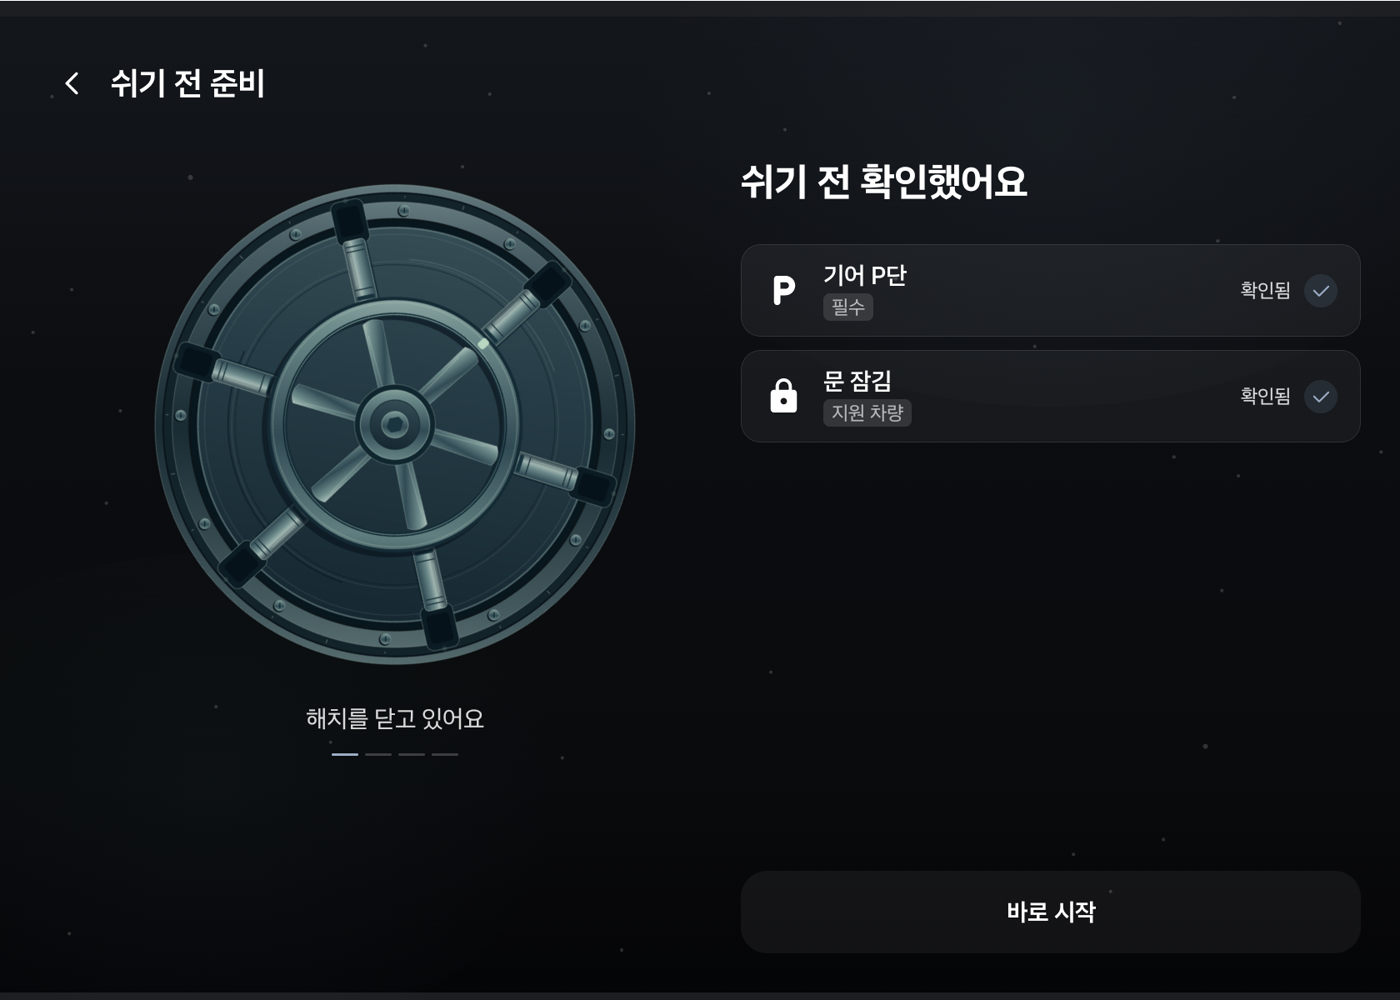 쉬기 전 준비
쉬기 전 확인했어요
P
기어 P단
필수
확인됨
문 잠김
지원 차량
확인됨
해치를 닫고 있어요
바로 시작